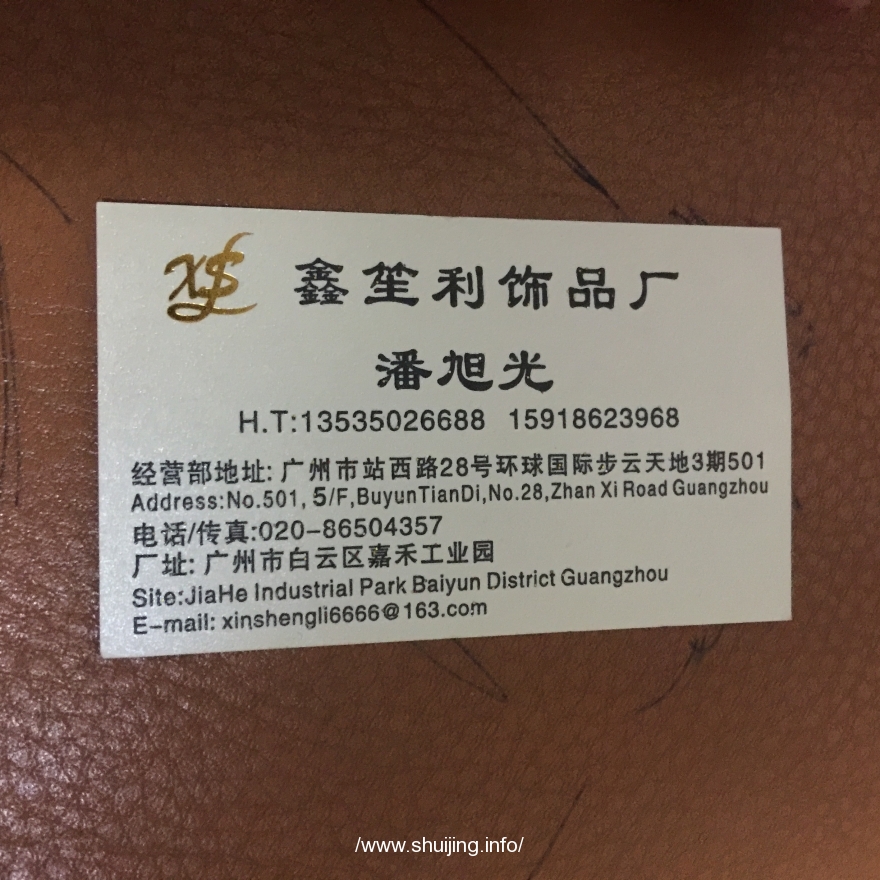 XSL
鑫笙利饰品厂
潘旭光
H.T:13535026688 15918623968
经营部地址: 广州市站西路28号环球国际步云天地3期501
Address:No.501, 5/F,BuyunTianDi,No.28,Zhan Xi Road Guangzhou
电话/传真:020-86504357
厂址: 广州市白云区嘉禾工业园
Site:JiaHe Industrial Park Baiyun District Guangzhou
E-mail: xinshengli6666@163.com
/www.shuijing.info/